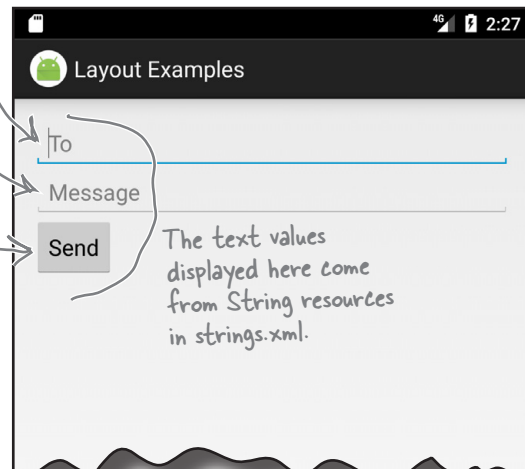 4G 2:27
Layout Examples
To
Message
Send
The text values
displayed here come
from String resources
in strings.xml.